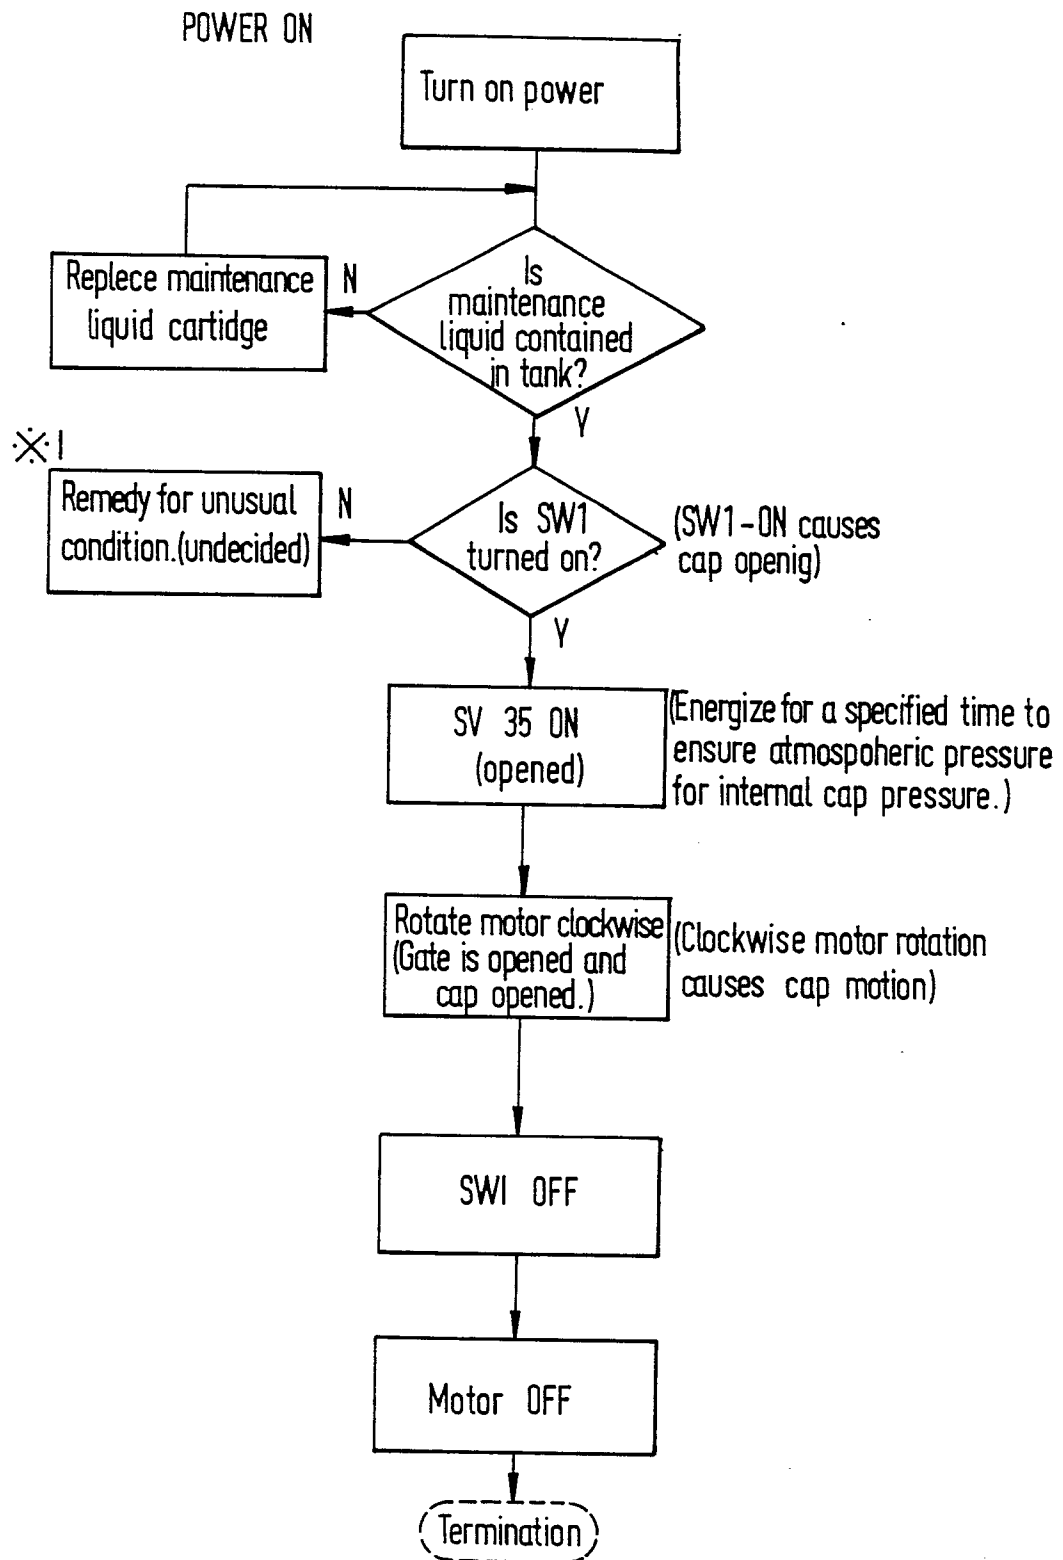 POWER ON
Turn on power
Replece maintenance
liquid cartidge
N
Is
maintenance
liquid contained
in tank?
Y
※1
Remedy for unusual
condition.(undecided)
N
Is SW1
turned on?
(SW1-ON causes
cap openig)
Y
SV 35 ON
(opened)
(Energize for a specified time to
ensure atmospoheric pressure
for internal cap pressure.)
Rotate motor clockwise
(Gate is opened and
cap opened.)
(Clockwise motor rotation
causes cap motion)
SW1 OFF
Motor OFF
Termination